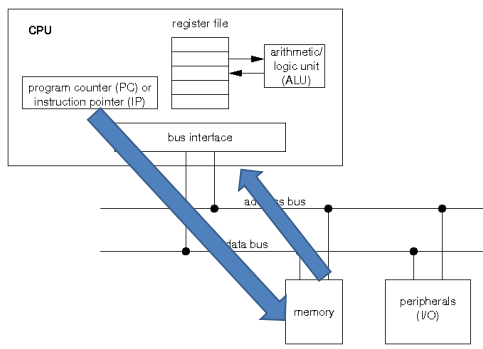 CPU
register file
arithmetic/
logic unit
(ALU)
program counter (PC) or
instruction pointer (IP)
bus interface
bus
data bus
memory
peripherals
(I/O)